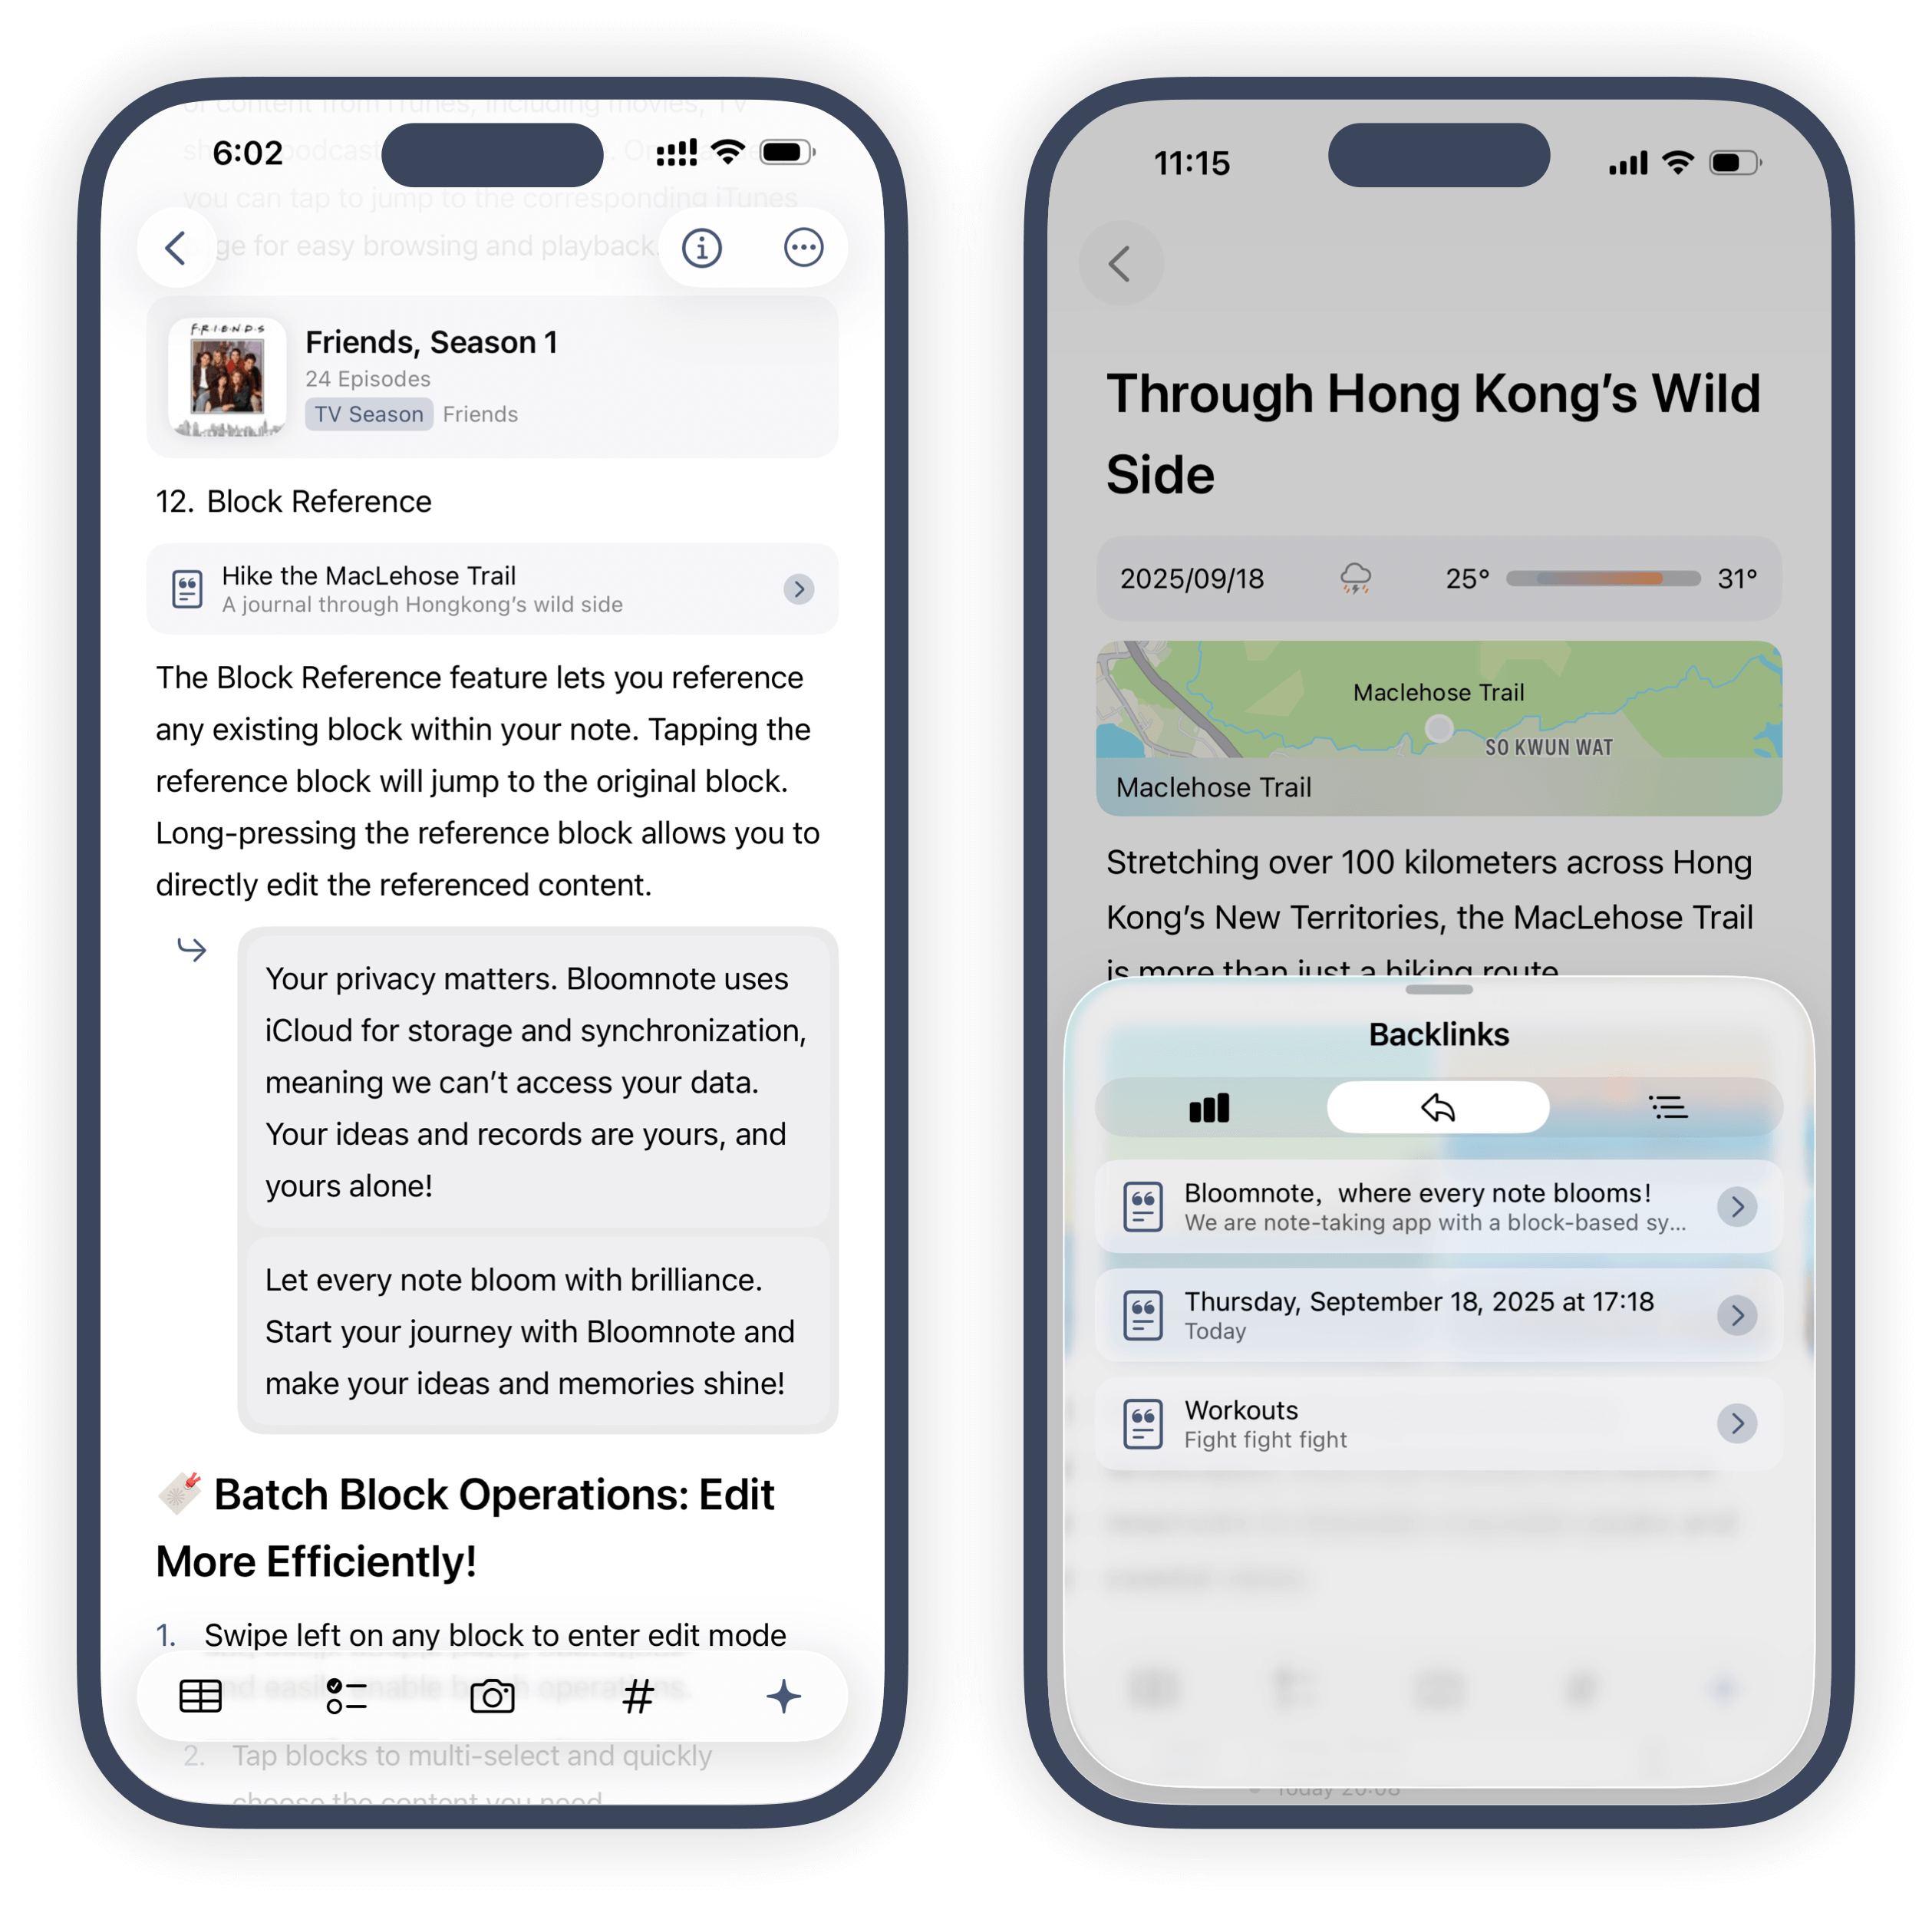 of content from iTunes, including movies, TV
6:02
you can tap to jump to the corresponding iTunes
for easy browsing and playback.
F·R·I·E·N·D·S
Friends, Season 1
24 Episodes
TV Season Friends
12. Block Reference
Hike the MacLehose Trail
A journal through Hongkong's wild side
The Block Reference feature lets you reference
any existing block within your note. Tapping the
reference block will jump to the original block.
Long-pressing the reference block allows you to
directly edit the referenced content.
Your privacy matters. Bloomnote uses
iCloud for storage and synchronization,
meaning we can't access your data.
Your ideas and records are yours, and
yours alone!
Let every note bloom with brilliance.
Start your journey with Bloomnote and
make your ideas and memories shine!
🧨 Batch Block Operations: Edit
More Efficiently!
1. Swipe left on any block to enter edit mode
and easily enable batch operations.
#
2. Tap blocks to multi-select and quickly
choose the content you need
11:15
Through Hong Kong's Wild
Side
2025/09/18 25° 31°
Maclehose Trail
SO KWUN WAT
Maclehose Trail
Stretching over 100 kilometers across Hong
Kong's New Territories, the MacLehose Trail
is more than just a hiking route
Backlinks
Bloomnote，where every note blooms!
We are note-taking app with a block-based sy...
Thursday, September 18, 2025 at 17:18
Today
Workouts
Fight fight fight
Today 20:08